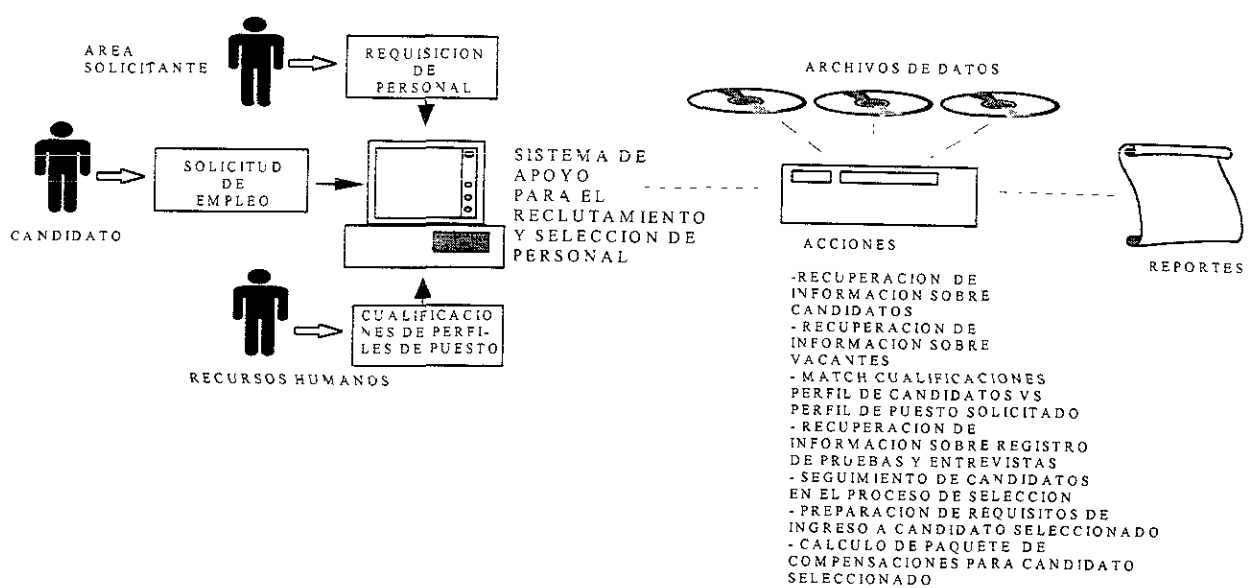 AREA
SOLICITANTE
REQUISICION
DE
PERSONAL
SOLICITUD
DE
EMPLEO
CANDIDATO
CUALIFICACIO
NES DE PERFI-
LES DE PUESTO
RECURSOS HUMANOS
SISTEMA DE
APOYO
PARA EL
RECLUTAMIENTO
Y SELECCION DE
PERSONAL
ARCHIVOS DE DATOS
ACCIONES
-RECUPERACION DE
INFORMACION SOBRE
CANDIDATOS
- RECUPERACION DE
INFORMACION SOBRE
VACANTES
- MATCH CUALIFICACIONES
PERFIL DE CANDIDATOS VS
PERFIL DE PUESTO SOLICITADO
- RECUPERACION DE
INFORMACION SOBRE REGISTRO
DE PRUEBAS Y ENTREVISTAS
- SEGUIMIENTO DE CANDIDATOS
EN EL PROCESO DE SELECCION
- PREPARACION DE REQUISITOS DE
INGRESO A CANDIDATO SELECCIONADO
- CALCULO DE PAQUETE DE
COMPENSACIONES PARA CANDIDATO
SELECCIONADO
REPORTES